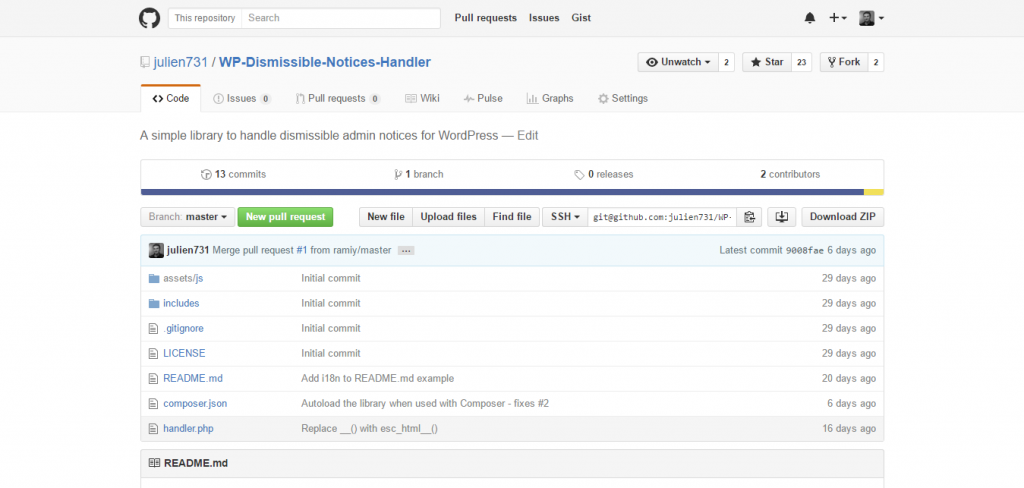 This repository Search Pull requests Issues Gist
julien731 / WP-Dismissible-Notices-Handler Unwatch 2 Star 23 Fork 2
Code Issues 0 Pull requests 0 Wiki Pulse Graphs Settings
A simple library to handle dismissible admin notices for WordPress — Edit
13 commits 1 branch 0 releases 2 contributors
Branch: master New pull request New file Upload files Find file SSH git@github.com:julien731/WP- Download ZIP
julien731 Merge pull request #1 from ramiy/master ... Latest commit 9008fae 6 days ago
assets/js Initial commit 29 days ago
includes Initial commit 29 days ago
.gitignore Initial commit 29 days ago
LICENSE Initial commit 29 days ago
README.md Add i18n to README.md example 20 days ago
composer.json Autoload the library when used with Composer - fixes #2 6 days ago
handler.php Replace __() with esc_html__() 16 days ago
README.md